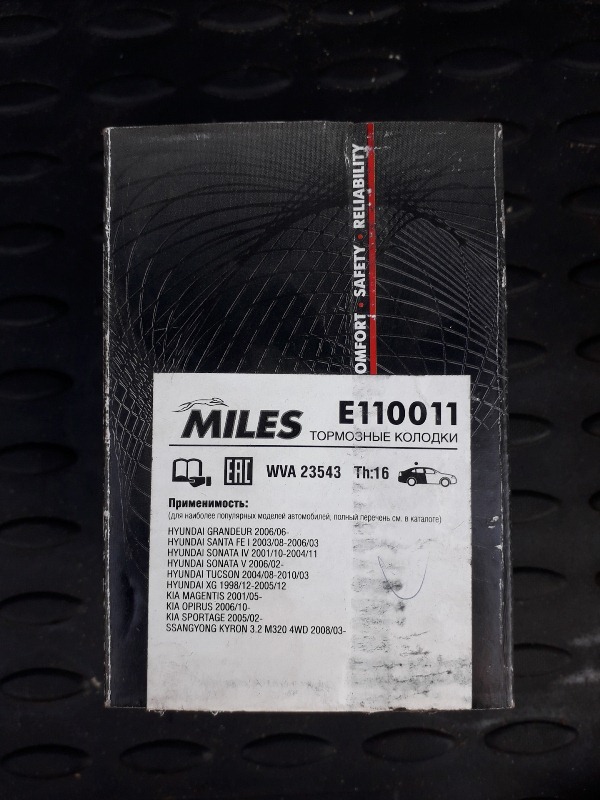 COMFORT • SAFETY • RELIABILITY
MILES
E110011
ТОРМОЗНЫЕ КОЛОДКИ
EAC
WVA 23543 Th:16
Применимость:
(для наиболее популярных моделей автомобилей, полный перечень см. в каталоге)
HYUNDAI GRANDEUR 2006/06-
HYUNDAI SANTA FE I 2003/08-2006/03
HYUNDAI SONATA IV 2001/10-2004/11
HYUNDAI SONATA V 2006/02-
HYUNDAI TUCSON 2004/08-2010/03
HYUNDAI XG 1998/12-2005/12
KIA MAGENTIS 2001/05-
KIA OPIRUS 2006/10-
KIA SPORTAGE 2005/02-
SSANGYONG KYRON 3.2 M320 4WD 2008/03-